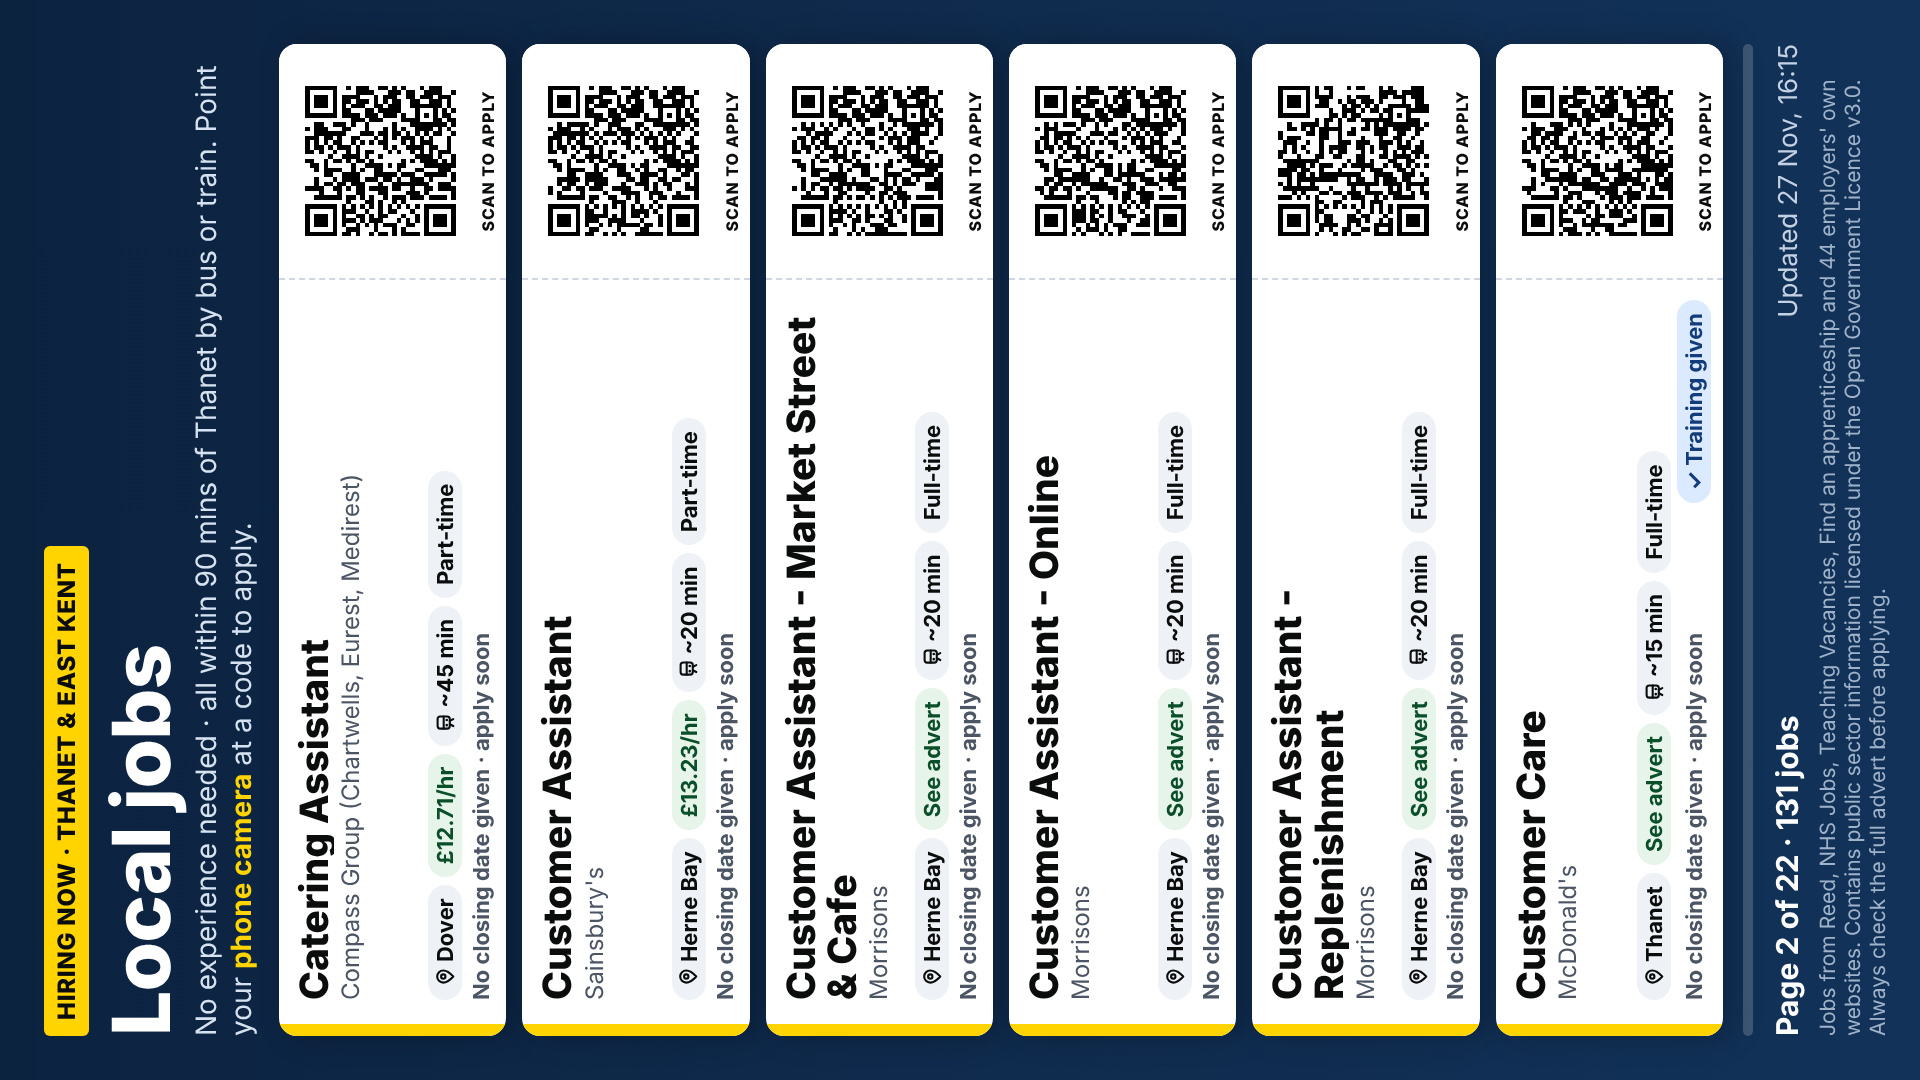 HIRING NOW · THANET & EAST KENT
Local jobs
No experience needed · all within 90 mins of Thanet by bus or train. Point
your phone camera at a code to apply.
Catering Assistant
Compass Group (Chartwells, Eurest, Medirest)
Dover
£12.71/hr
~45 min
Part-time
No closing date given · apply soon
SCAN TO APPLY
Customer Assistant
Sainsbury's
Herne Bay
£13.23/hr
~20 min
Part-time
No closing date given · apply soon
SCAN TO APPLY
Customer Assistant - Market Street
& Cafe
Morrisons
Herne Bay
See advert
~20 min
Full-time
No closing date given · apply soon
SCAN TO APPLY
Customer Assistant - Online
Morrisons
Herne Bay
See advert
~20 min
Full-time
No closing date given · apply soon
SCAN TO APPLY
Customer Assistant -
Replenishment
Morrisons
Herne Bay
See advert
~20 min
Full-time
No closing date given · apply soon
SCAN TO APPLY
Customer Care
McDonald's
Thanet
See advert
~15 min
Full-time
✓ Training given
No closing date given · apply soon
SCAN TO APPLY
Page 2 of 22 · 131 jobs
Updated 27 Nov, 16:15
Jobs from Reed, NHS Jobs, Teaching Vacancies, Find an apprenticeship and 44 employers' own
websites. Contains public sector information licensed under the Open Government Licence v3.0.
Always check the full advert before applying.